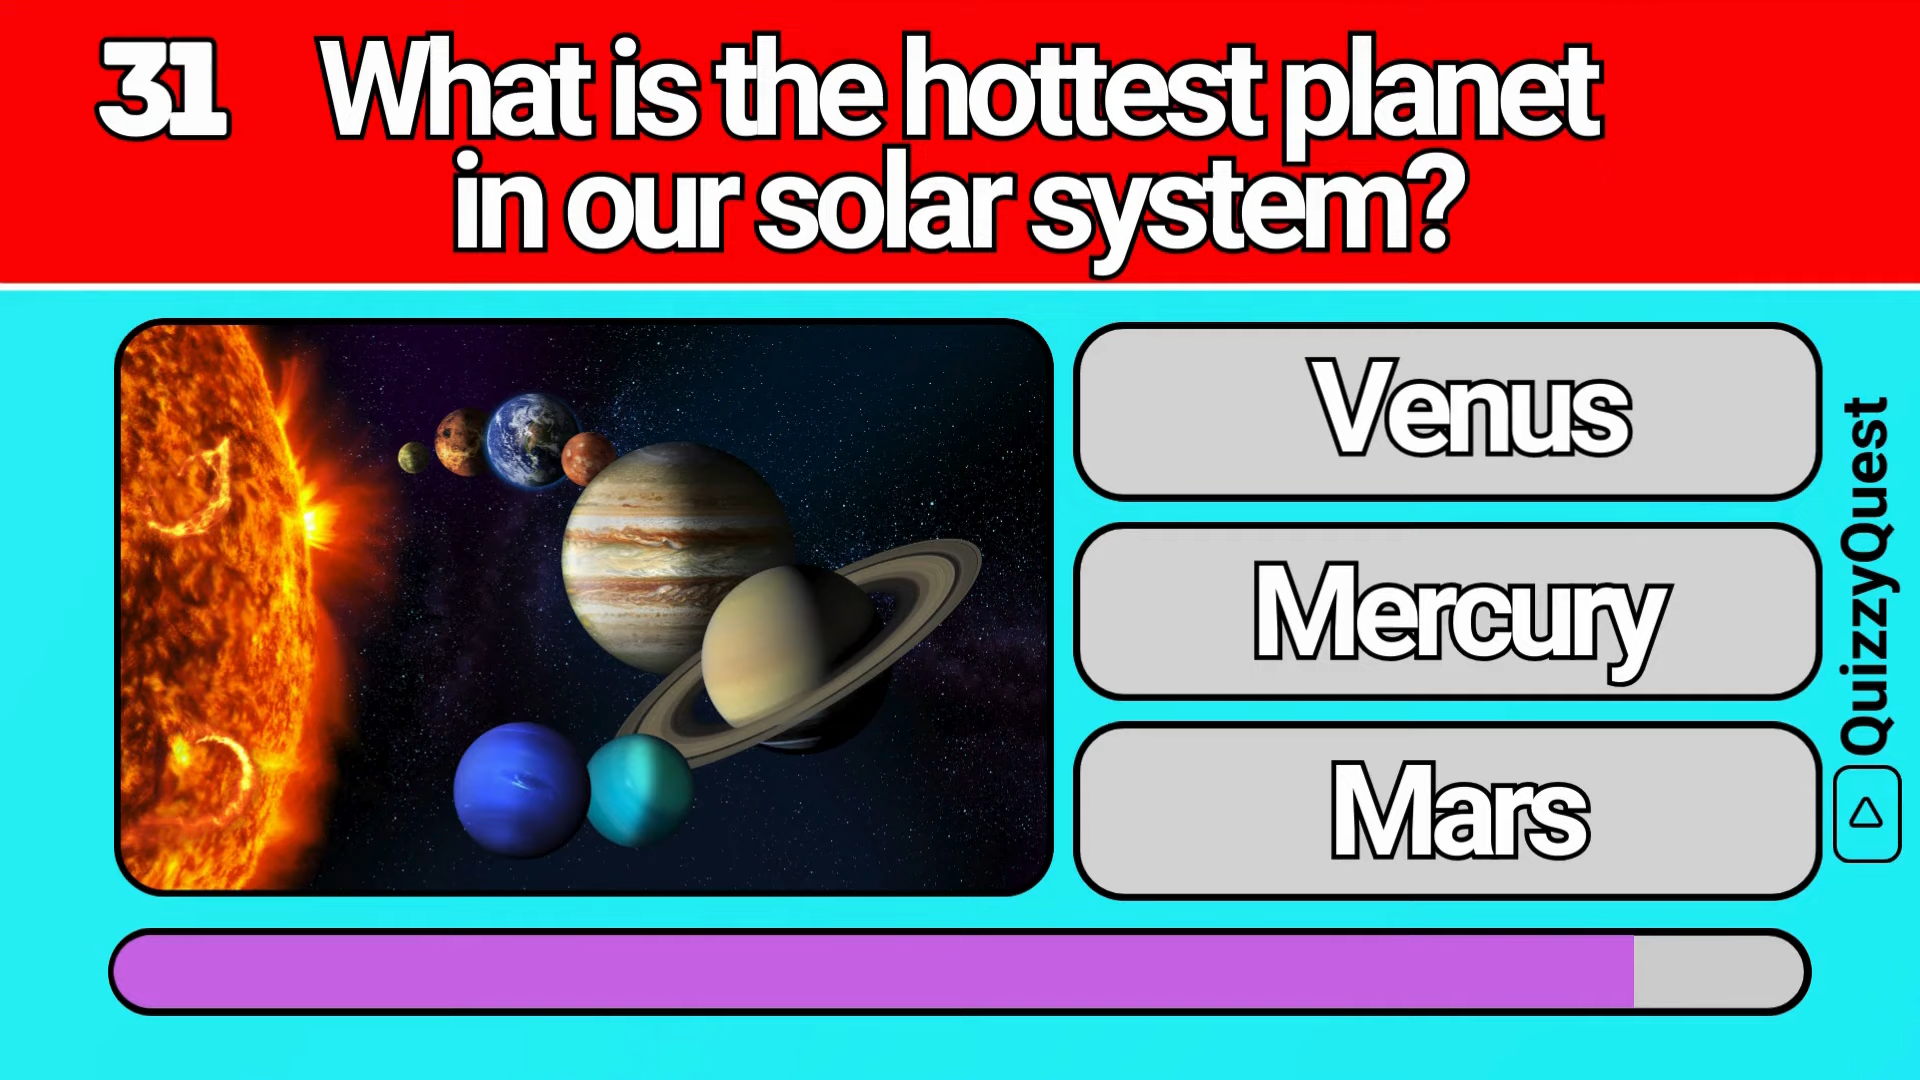 31
What is the hottest planet
in our solar system?
Venus
Mercury
Mars
QuizzyQuest